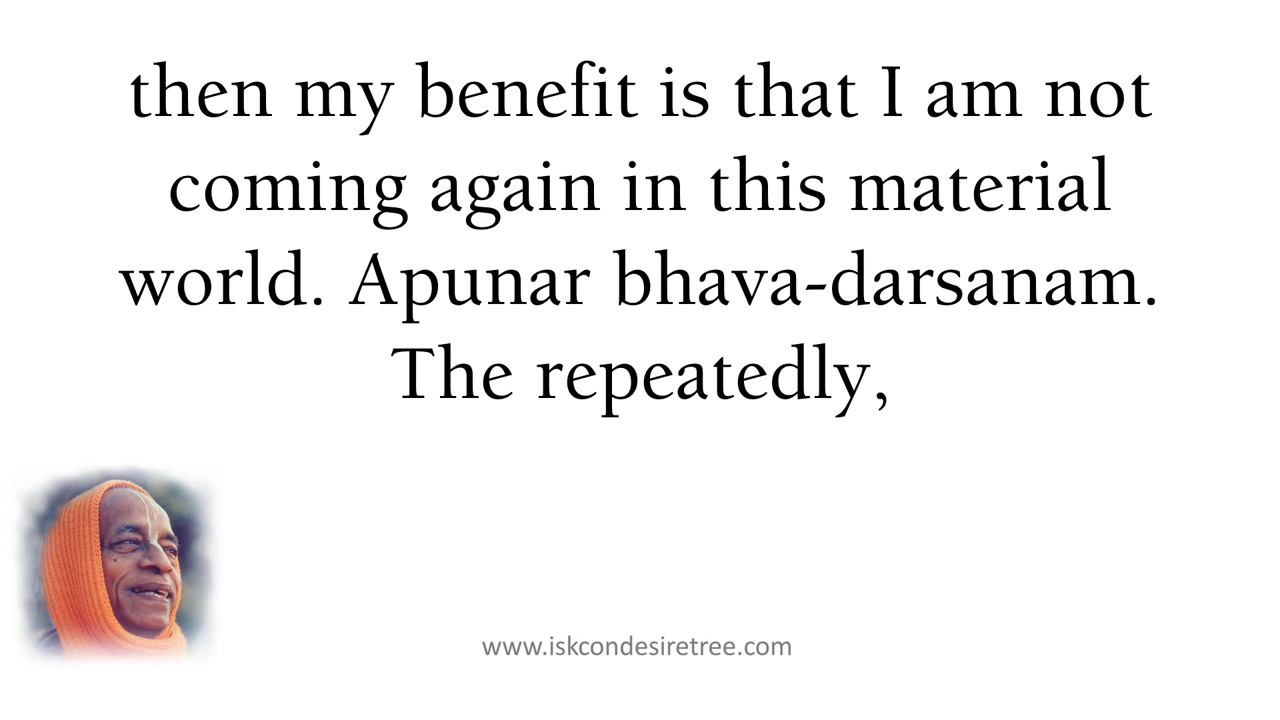 then my benefit is that I am not
coming again in this material
world. Apunar bhava-darsanam.
The repeatedly,
www.iskcondesiretree.com